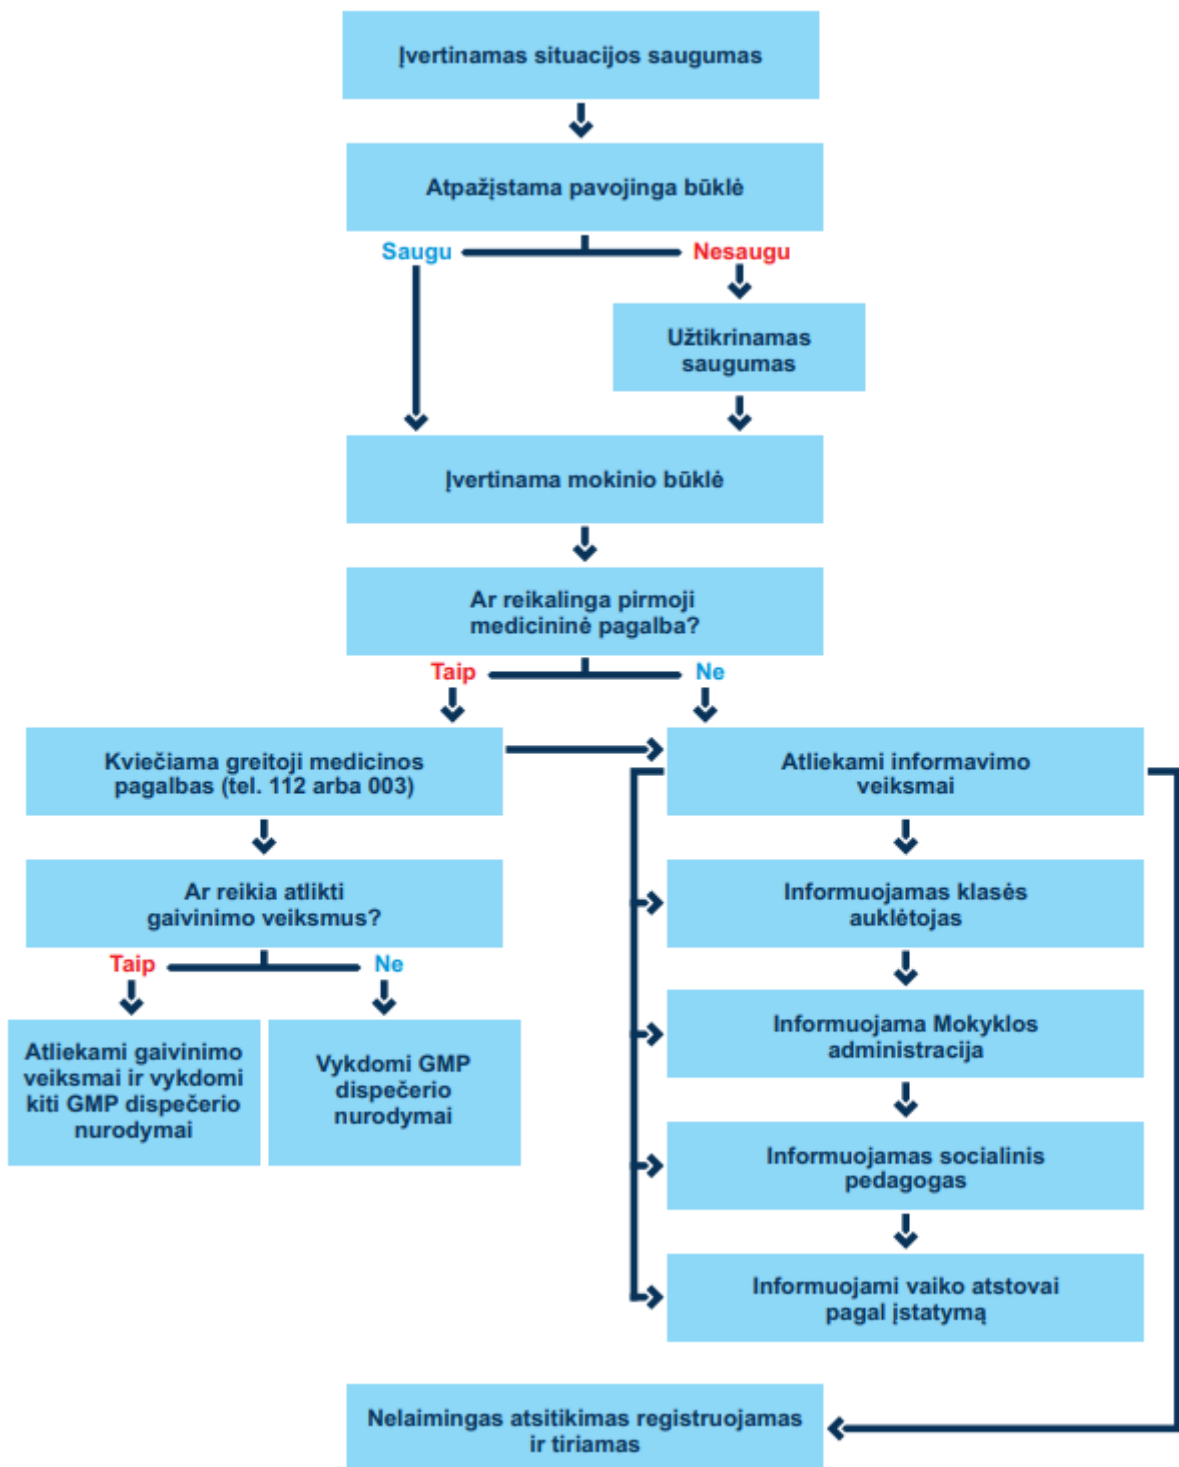 Įvertinamas situacijos saugumas
Atpažįstama pavojinga būklė
Saugu
Nesaugu
Užtikrinamas
saugumas
Įvertinama mokinio būklė
Ar reikalinga pirmoji
medicininė pagalba?
Taip
Ne
Kviečiama greitoji medicinos
pagalbas (tel. 112 arba 003)
Atliekami informavimo
veiksmai
Ar reikia atlikti
gaivinimo veiksmus?
Informuojamas klasės
auklėtojas
Taip
Ne
Atliekami gaivinimo
veiksmai ir vykdomi
kiti GMP dispečerio
nurodymai
Vykdomi GMP
dispečerio
nurodymai
Informuojama Mokyklos
administracija
Informuojamas socialinis
pedagogas
Informuojami vaiko atstovai
pagal įstatymą
Nelaimingas atsitikimas registruojamas
ir tiriamas